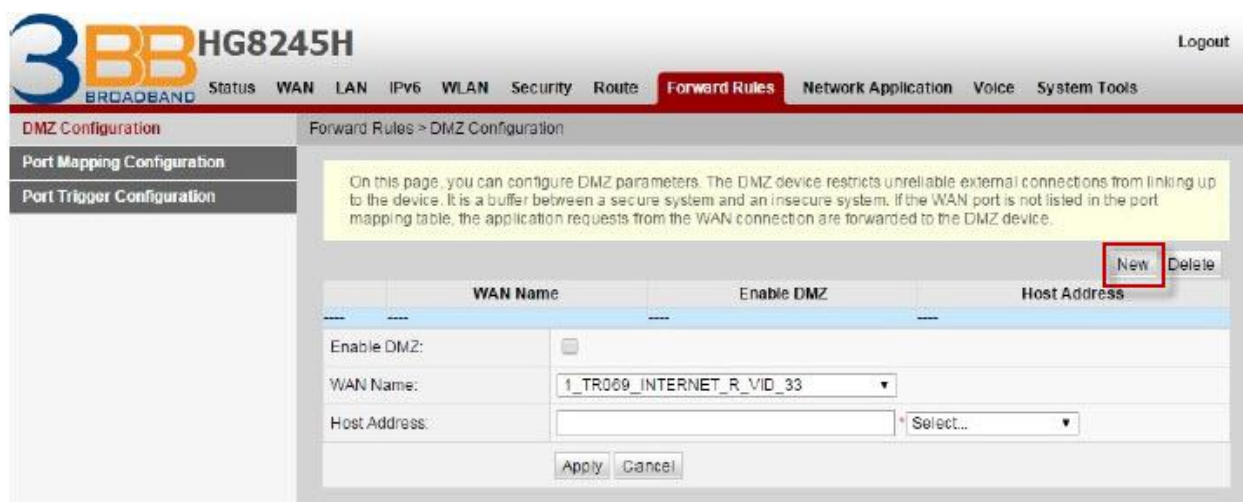 3BB
BROADBAND
HG8245H
Logout
Status WAN LAN IPv6 WLAN Security Route Forward Rules Network Application Voice System Tools
DMZ Configuration
Port Mapping Configuration
Port Trigger Configuration
Forward Rules > DMZ Configuration
On this page, you can configure DMZ parameters. The DMZ device restricts unreliable external connections from linking up
to the device. It is a buffer between a secure system and an insecure system. If the WAN port is not listed in the port
mapping table, the application requests from the WAN connection are forwarded to the DMZ device.
New Delete
WAN Name Enable DMZ Host Address
---- ---- ---- ----
Enable DMZ:
WAN Name: 1_TR069_INTERNET_R_VID_33
Host Address: * Select...
Apply Cancel